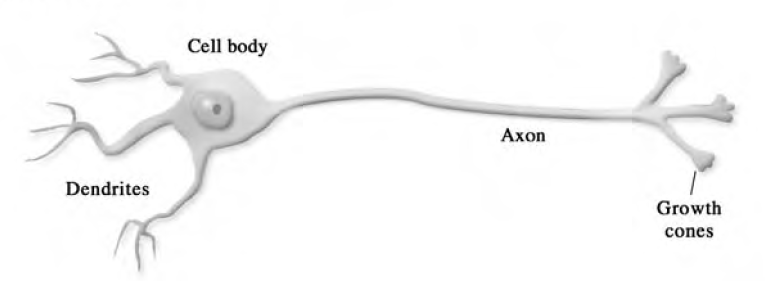 Cell body
Axon
Dendrites
Growth
cones